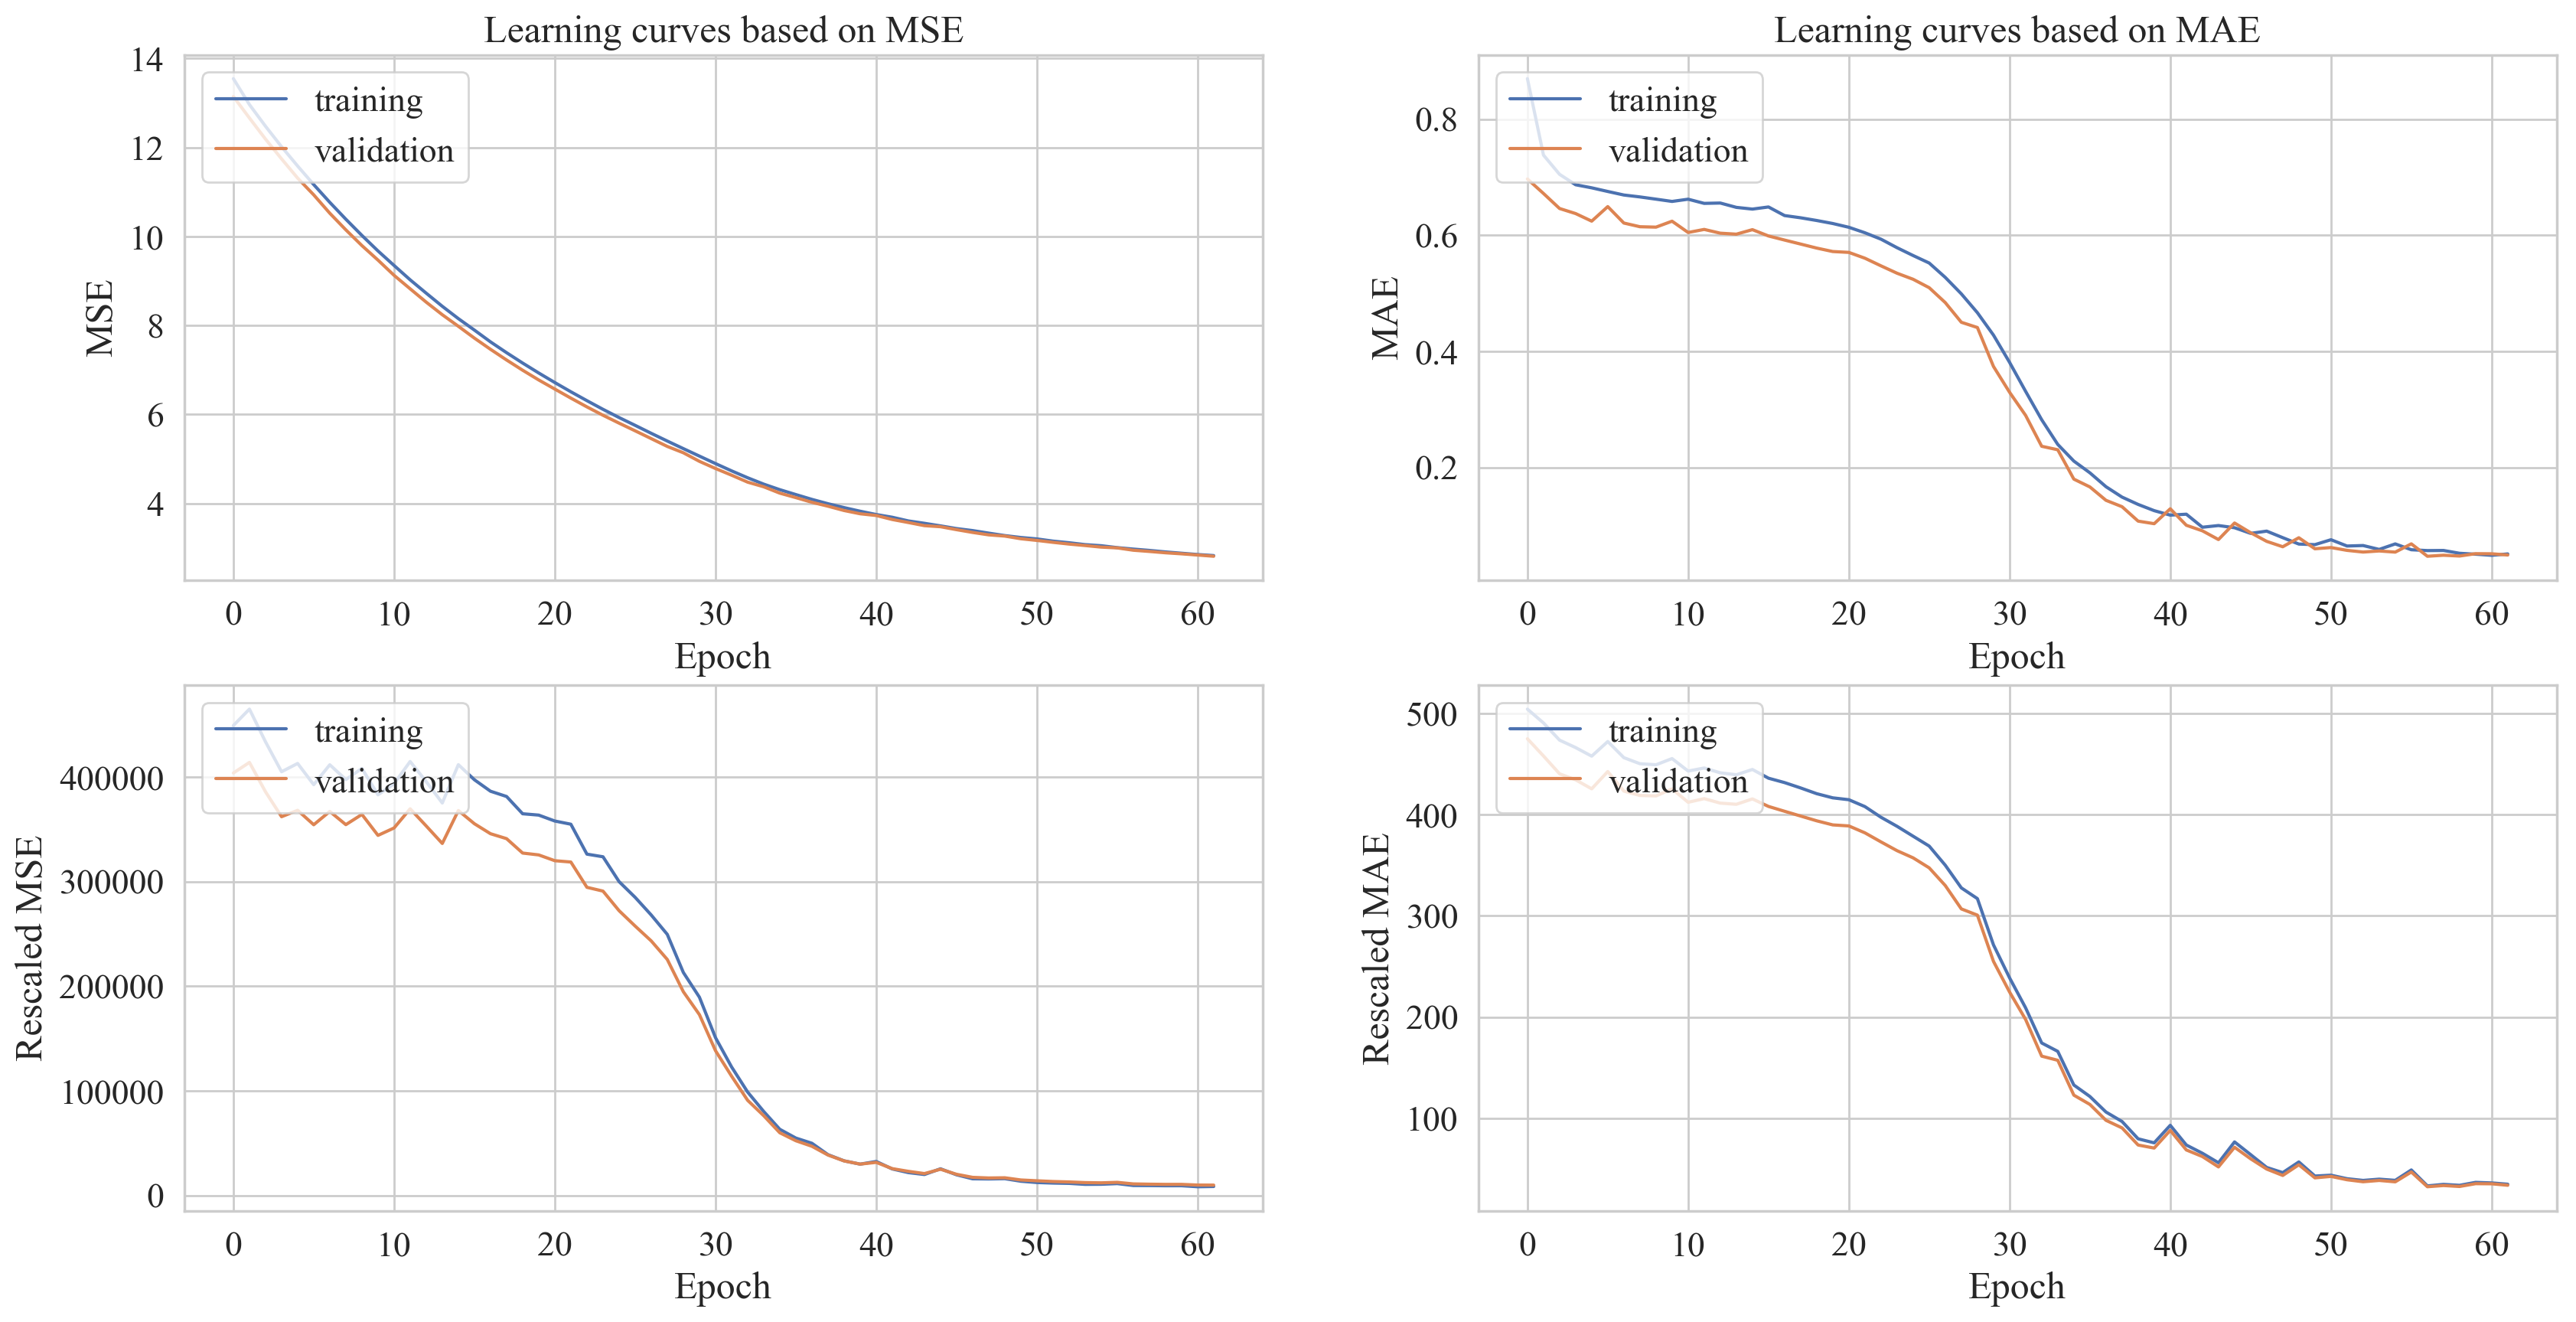 Learning curves based on MSE
14
12
10
8
6
4
MSE
training
validation
0 10 20 30 40 50 60
Epoch
Learning curves based on MAE
0.8
0.6
0.4
0.2
MAE
training
validation
0 10 20 30 40 50 60
Epoch
400000
300000
200000
100000
0
Rescaled MSE
training
validation
0 10 20 30 40 50 60
Epoch
500
400
300
200
100
Rescaled MAE
training
validation
0 10 20 30 40 50 60
Epoch